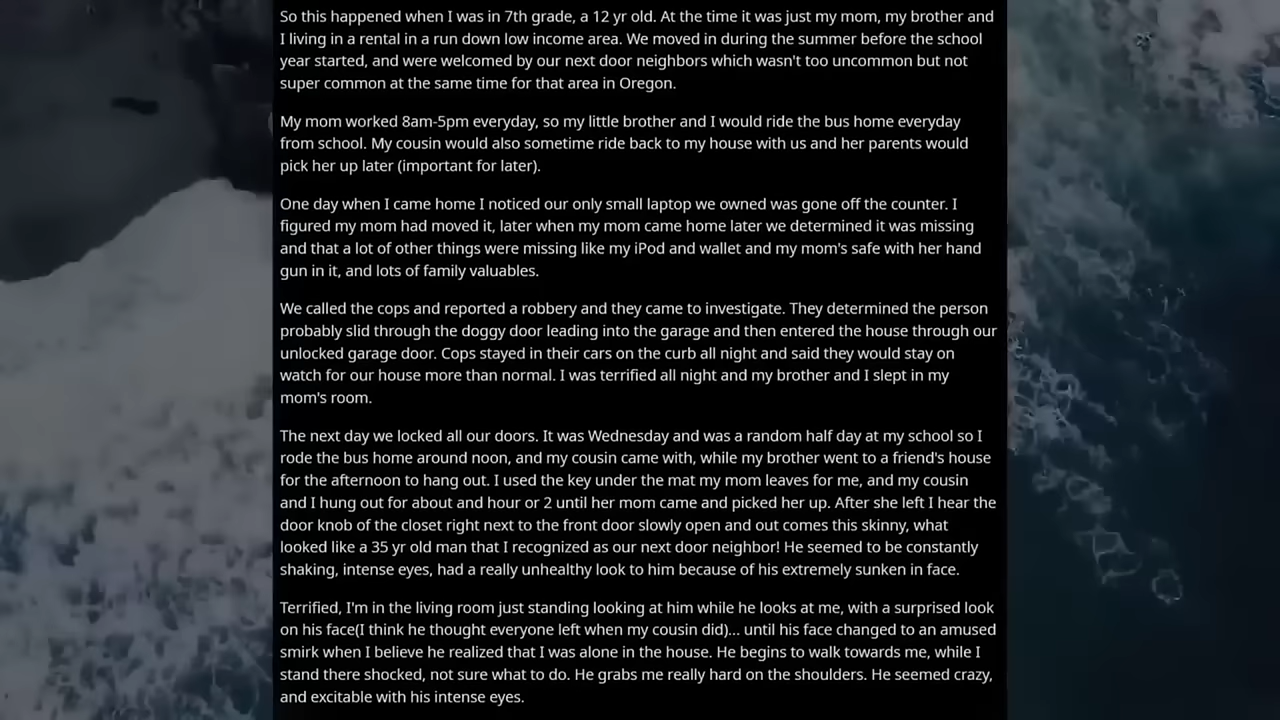 So this happened when I was in 7th grade, a 12 yr old. At the time it was just my mom, my brother and
I living in a rental in a run down low income area. We moved in during the summer before the school
year started, and were welcomed by our next door neighbors which wasn't too uncommon but not
super common at the same time for that area in Oregon.
My mom worked 8am-5pm everyday, so my little brother and I would ride the bus home everyday
from school. My cousin would also sometime ride back to my house with us and her parents would
pick her up later (important for later).
One day when I came home I noticed our only small laptop we owned was gone off the counter. I
figured my mom had moved it, later when my mom came home later we determined it was missing
and that a lot of other things were missing like my iPod and wallet and my mom's safe with her hand
gun in it, and lots of family valuables.
We called the cops and reported a robbery and they came to investigate. They determined the person
probably slid through the doggy door leading into the garage and then entered the house through our
unlocked garage door. Cops stayed in their cars on the curb all night and said they would stay on
watch for our house more than normal. I was terrified all night and my brother and I slept in my
mom's room.
The next day we locked all our doors. It was Wednesday and was a random half day at my school so I
rode the bus home around noon, and my cousin came with, while my brother went to a friend's house
for the afternoon to hang out. I used the key under the mat my mom leaves for me, and my cousin
and I hung out for about and hour or 2 until her mom came and picked her up. After she left I hear the
door knob of the closet right next to the front door slowly open and out comes this skinny, what
looked like a 35 yr old man that I recognized as our next door neighbor! He seemed to be constantly
shaking, intense eyes, had a really unhealthy look to him because of his extremely sunken in face.
Terrified, I'm in the living room just standing looking at him while he looks at me, with a surprised look
on his face(I think he thought everyone left when my cousin did)... until his face changed to an amused
smirk when I believe he realized that I was alone in the house. He begins to walk towards me, while I
stand there shocked, not sure what to do. He grabs me really hard on the shoulders. He seemed crazy,
and excitable with his intense eyes.